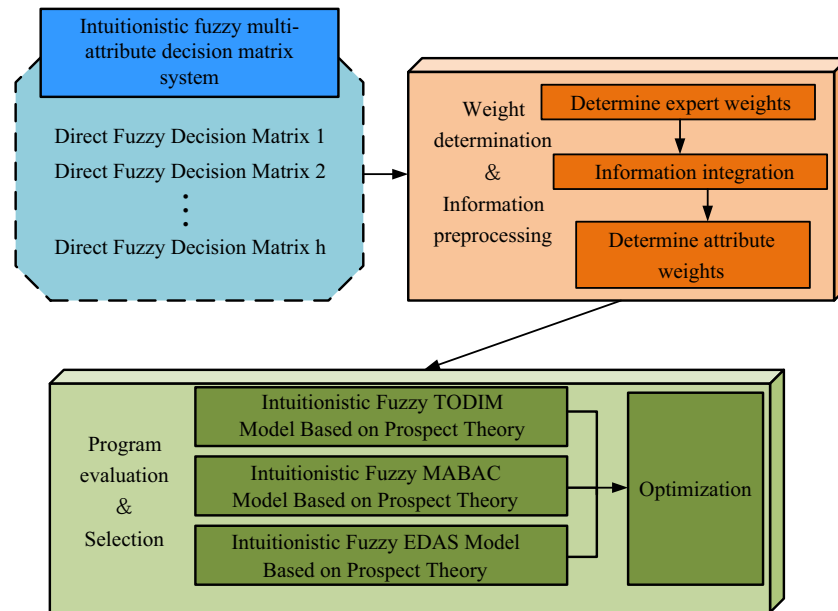 Intuitionistic fuzzy multi-
attribute decision matrix
system
Direct Fuzzy Decision Matrix 1
Direct Fuzzy Decision Matrix 2
Direct Fuzzy Decision Matrix h
Weight
determination
&
Information
preprocessing
Determine expert weights
Information integration
Determine attribute
weights
Program
evaluation
&
Selection
Intuitionistic Fuzzy TODIM
Model Based on Prospect Theory
Intuitionistic Fuzzy MABAC
Model Based on Prospect Theory
Intuitionistic Fuzzy EDAS Model
Based on Prospect Theory
Optimization